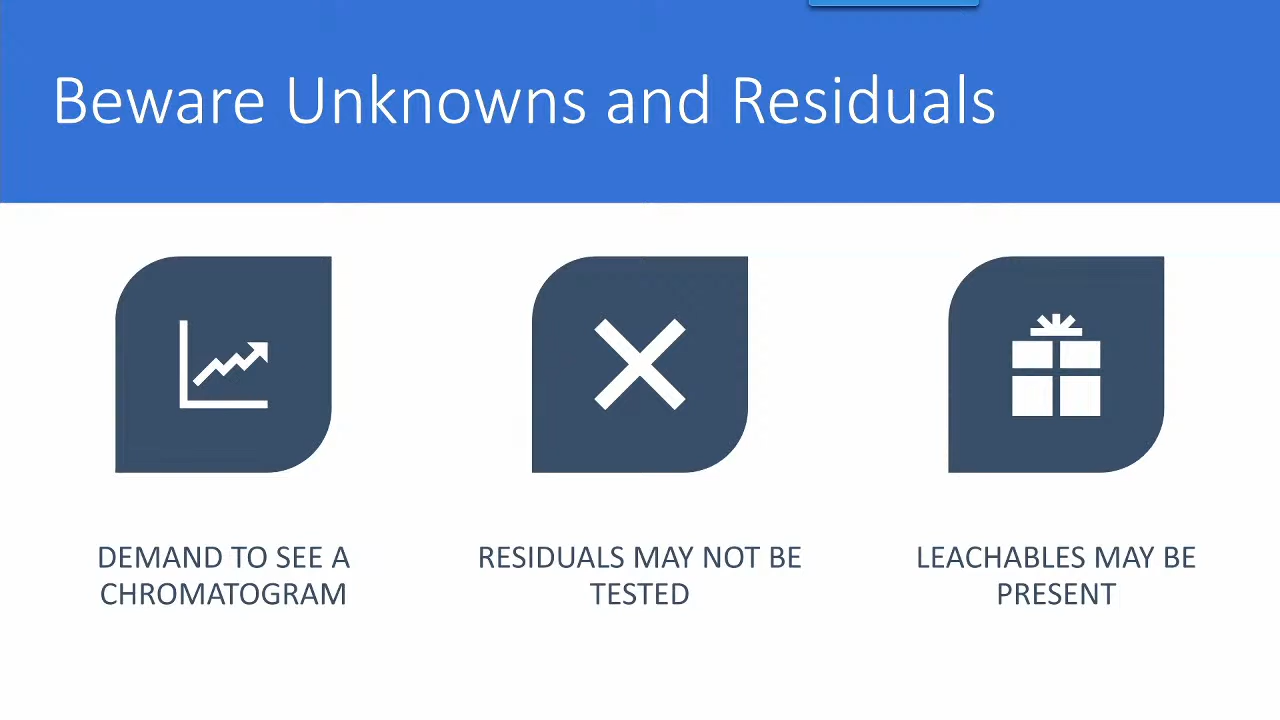 Beware Unknowns and Residuals
DEMAND TO SEE A
CHROMATOGRAM
RESIDUALS MAY NOT BE
TESTED
LEACHABLES MAY BE
PRESENT